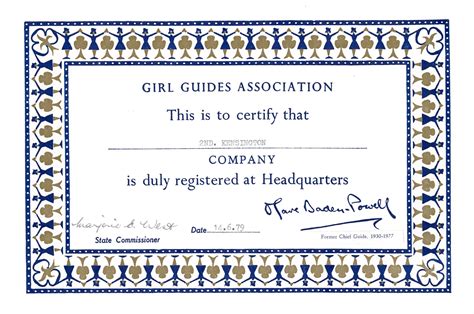 GIRL GUIDES ASSOCIATION
This is to certify that
2ND. KENSINGTON
COMPANY
is duly registered at Headquarters
Olave Baden-Powell
Marjorie E. West
Date 14.6.79
State Commissioner
Former Chief Guide, 1930-1977